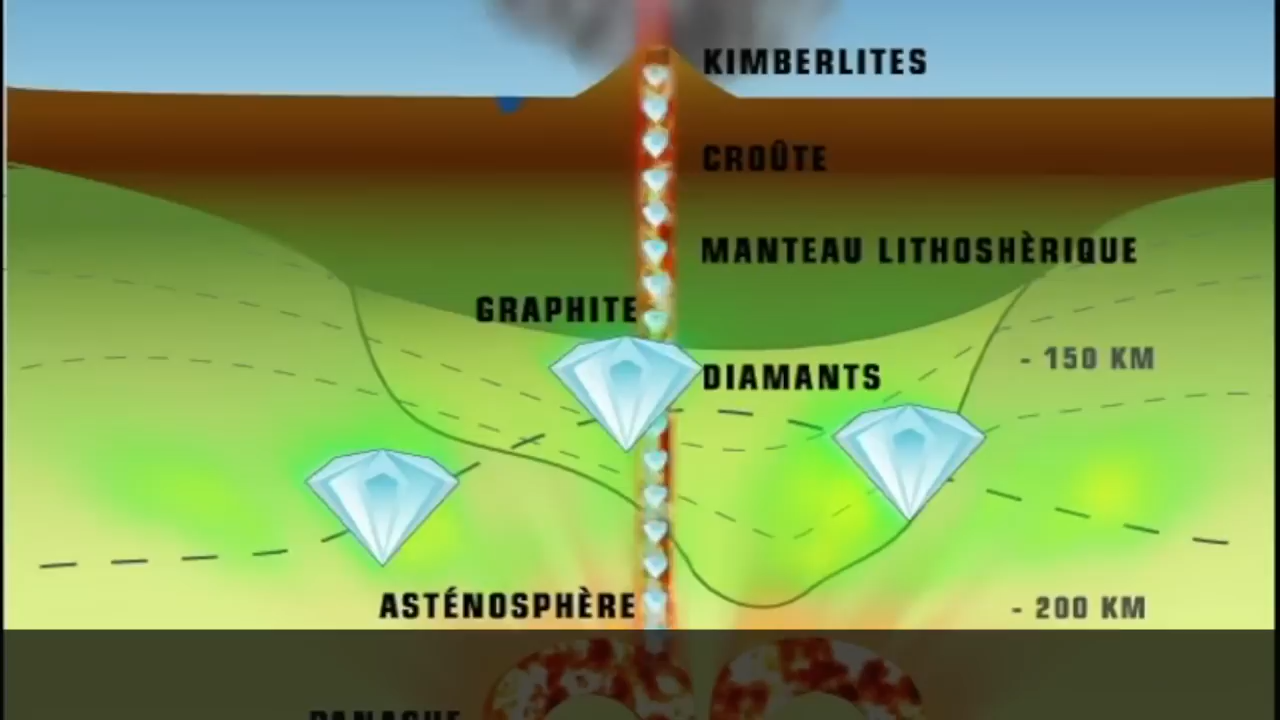 KIMBERLITES
CROÛTE
MANTEAU LITHOSHÈRIQUE
GRAPHITE
- 150 KM
DIAMANTS
ASTÉNOSPHÈRE
- 200 KM